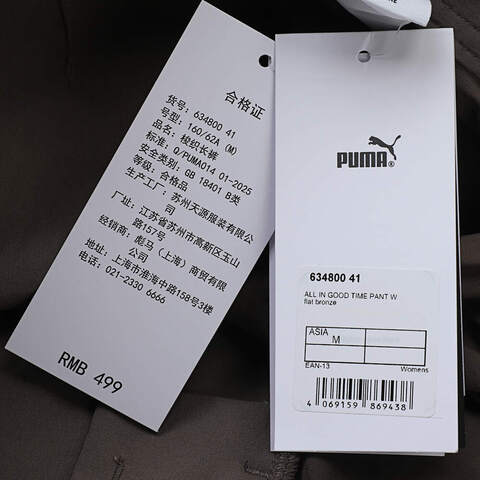 合格证
货号: 634800 41
型号: 160/62A (M)
品名: 梭织长裤
标准: Q/PUMA014 01-2025
安全类别: GB 18401 B类
等级: 合格品
生产工厂: 苏州天源服装有限公
司
厂址: 江苏省苏州市高新区玉山
路157号
经销商: 彪马(上海)商贸有限
公司
地址: 上海市淮海中路158号3楼
电话: 021-2330 6666
RMB 499
PUMA
634800 41
ALL IN GOOD TIME PANT W
flat bronze
ASIA
M
EAN-13 Womens
4 069159 869438